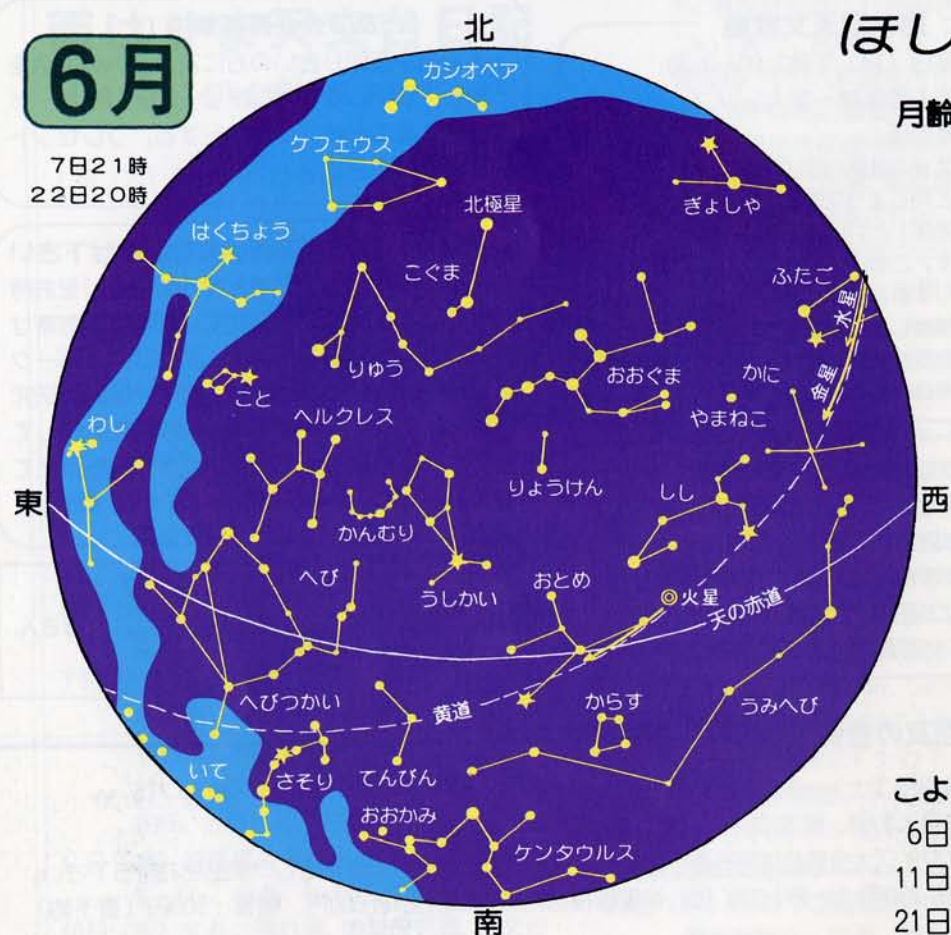 北
ほし
6月
月齢
7日21時
22日20時
カシオペア
ケフェウス
北極星
ぎょしゃ
はくちょう
こぐま
ふたご
水星
りゅう
おおぐま
かに
金星
こと
やまねこ
わし
ヘルクレス
りょうけん
しし
東
西
かんむり
へび
うしかい
おとめ
火星
天の赤道
へびつかい
黄道
からす
うみへび
いて
さそり
てんびん
おおかみ
ケンタウルス
南
こよ
6日
11日
21日